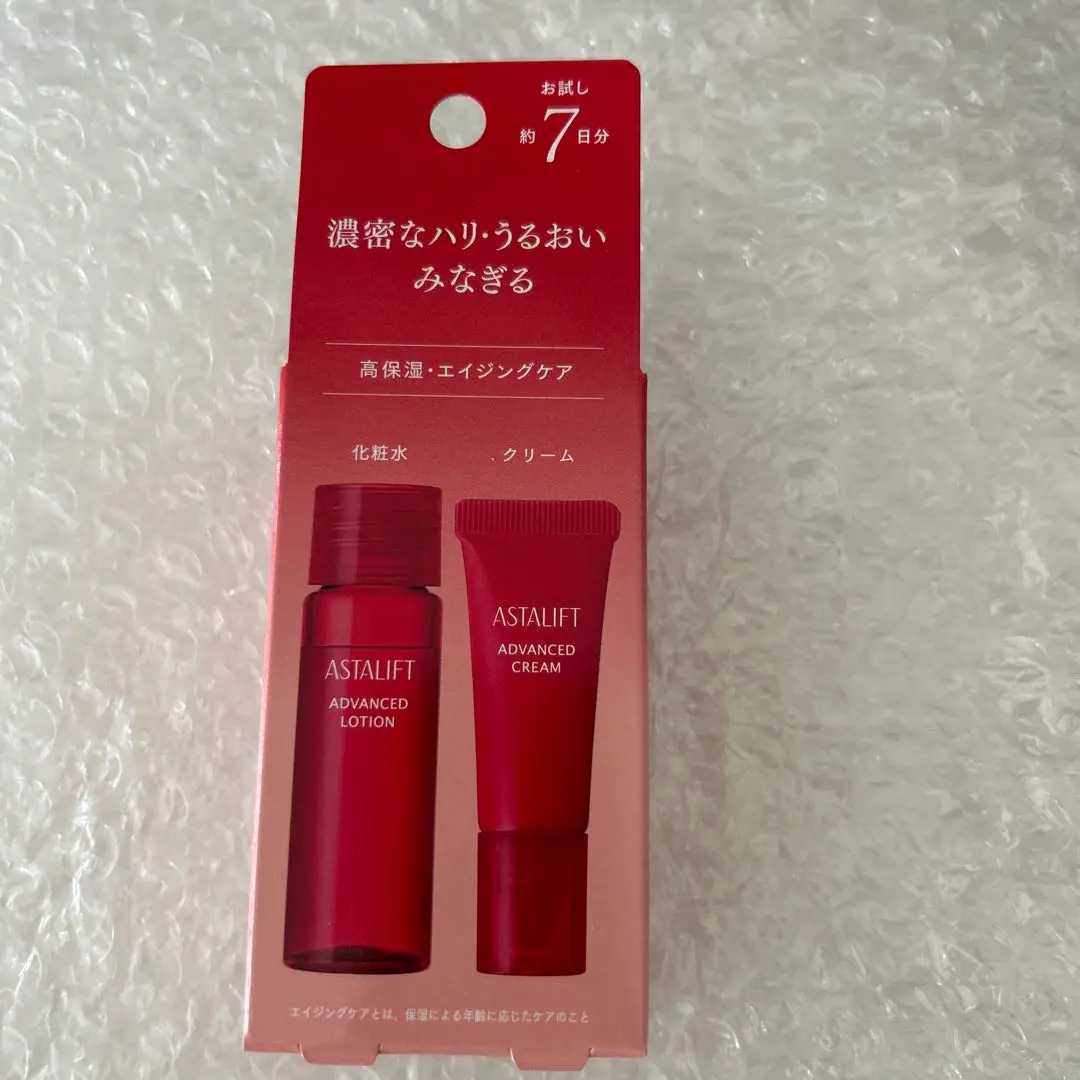 お試し
約7日分
濃密なハリ・うるおい
みなぎる
高保湿・エイジングケア
化粧水
クリーム
ASTALIFT
ADVANCED
LOTION
ASTALIFT
ADVANCED
CREAM
エイジングケアとは、保湿による年齢に応じたケアのこと